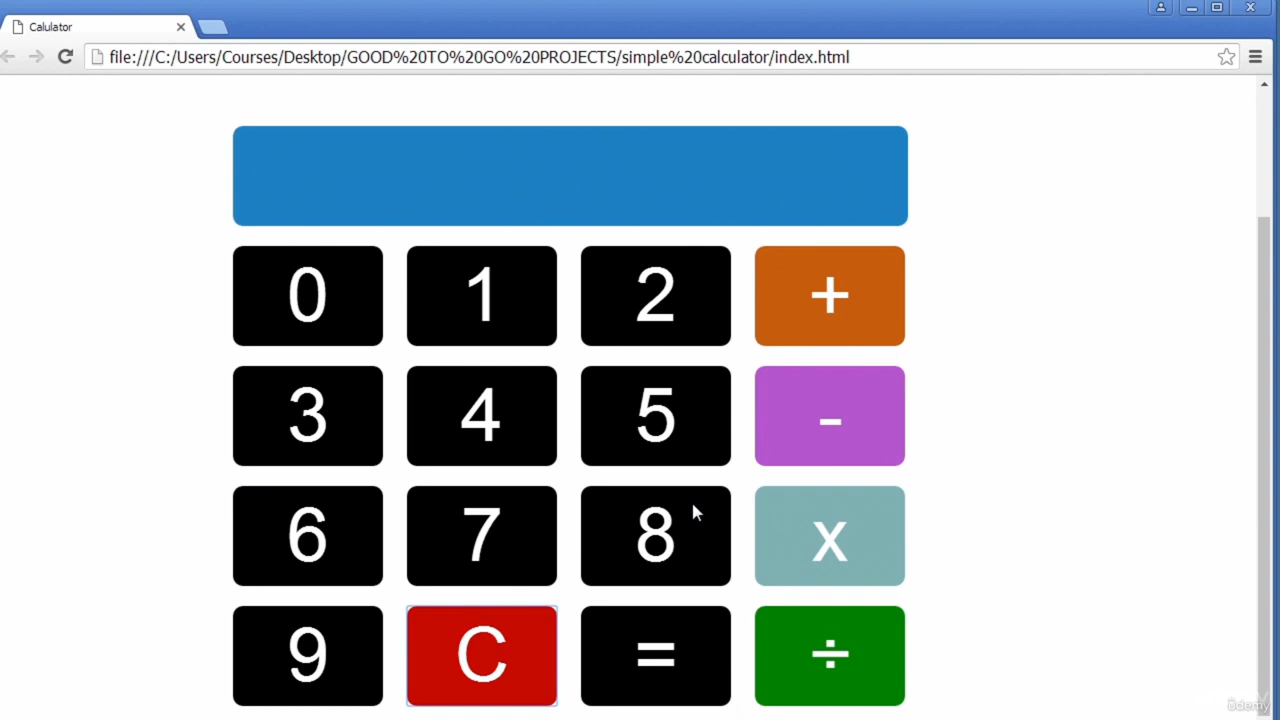 Calulator
file:///C:/Users/Courses/Desktop/GOOD%20TO%20GO%20PROJECTS/simple%20calculator/index.html
0 1 2 +
3 4 5 -
6 7 8 x
9 C = ÷
ûdemy